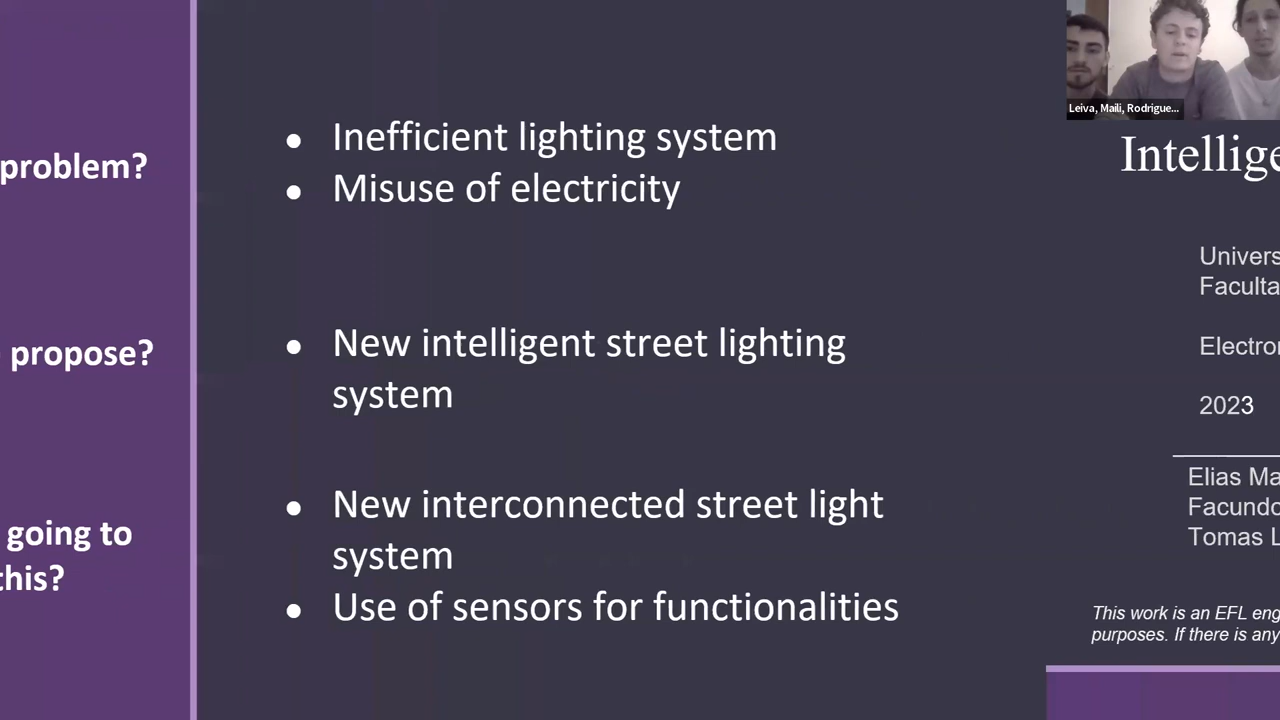 problem?
propose?
going to
this?
● Inefficient lighting system
● Misuse of electricity
● New intelligent street lighting
system
● New interconnected street light
system
● Use of sensors for functionalities
Leiva, Maili, Rodrigue...
Intellige
Univers
Faculta
Electro
2023
Elias Ma
Facundo
Tomas L
This work is an EFL eng
purposes. If there is any